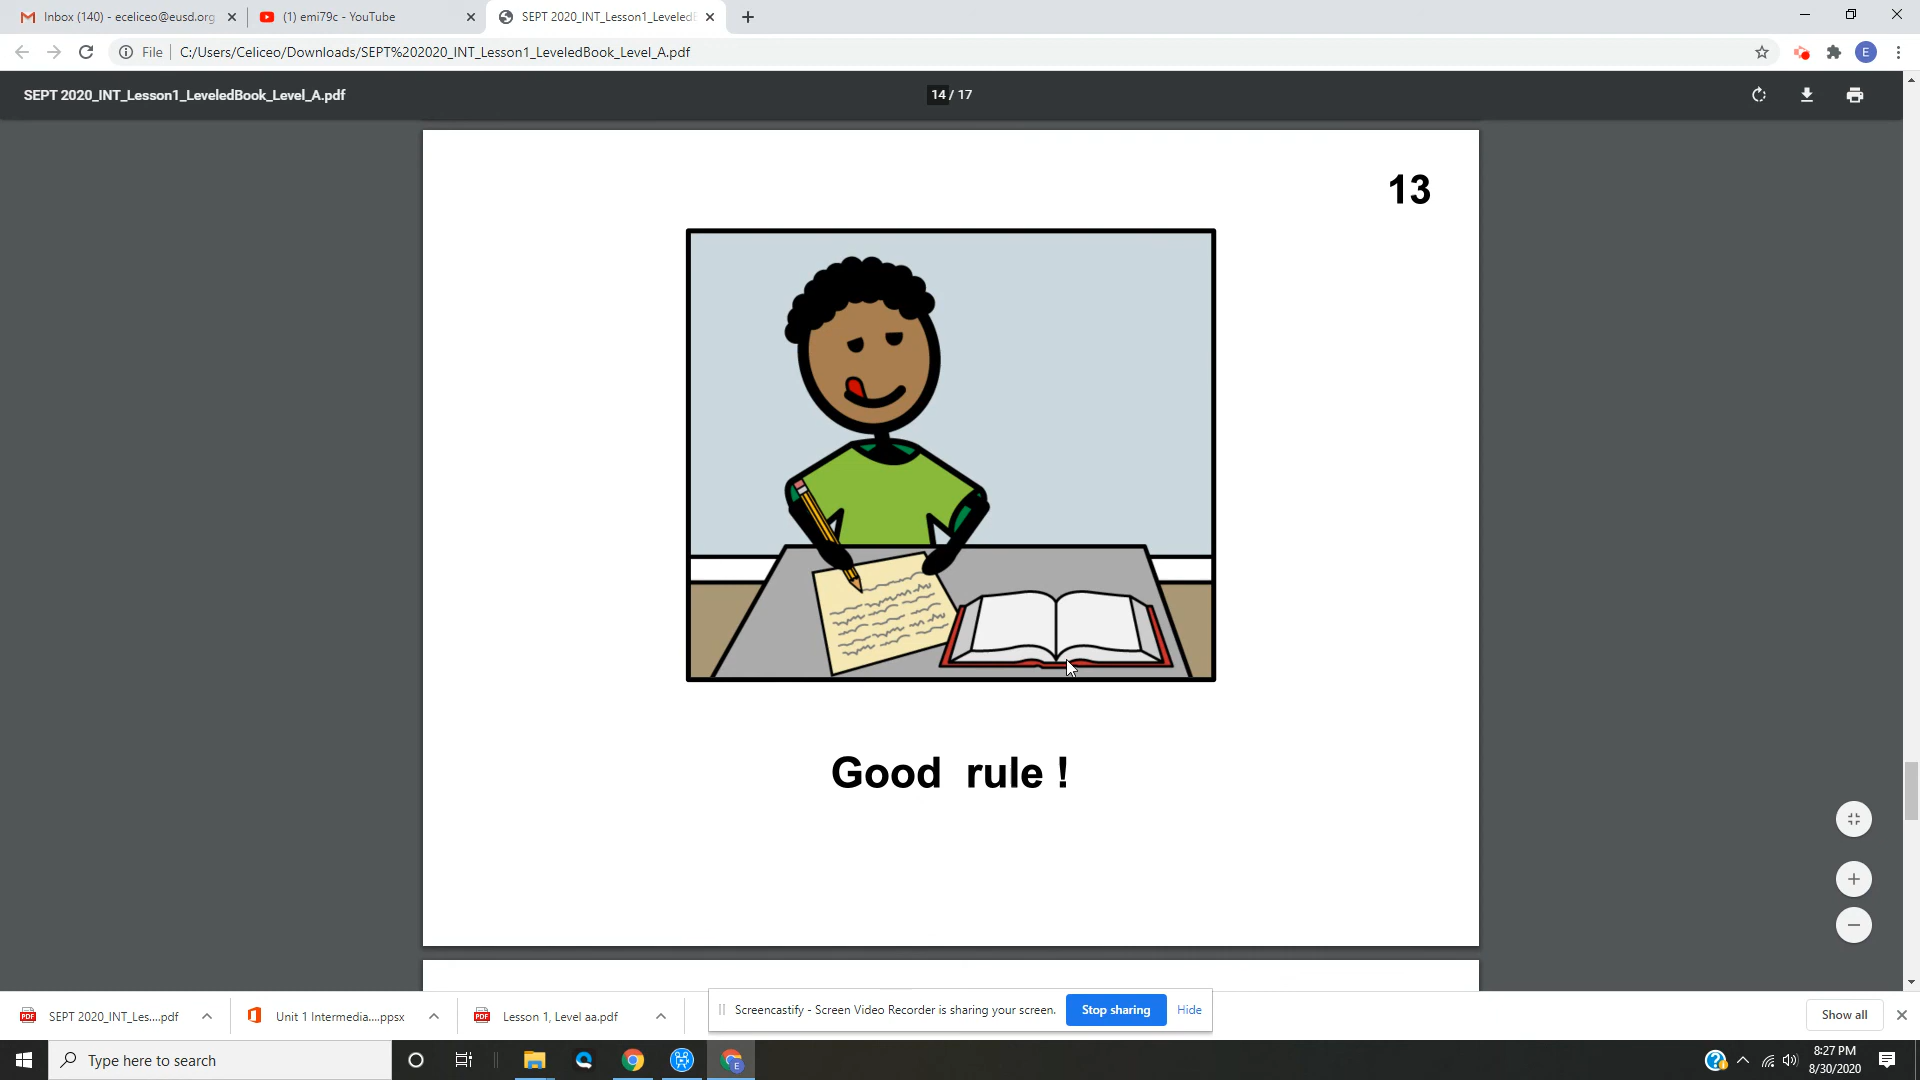 Inbox (140) - eceliceo@eusd.org
(1) emi79c - YouTube
SEPT 2020_INT_Lesson1_LeveledB
File
C:/Users/Celiceo/Downloads/SEPT%202020_INT_Lesson1_LeveledBook_Level_A.pdf
E
SEPT 2020_INT_Lesson1_LeveledBook_Level_A.pdf
14 / 17
13
Good rule !
SEPT 2020_INT_Les....pdf
Unit 1 Intermedia....ppsx
Lesson 1, Level aa.pdf
Screencastify - Screen Video Recorder is sharing your screen.
Stop sharing
Hide
Show all
Type here to search
8:27 PM
8/30/2020